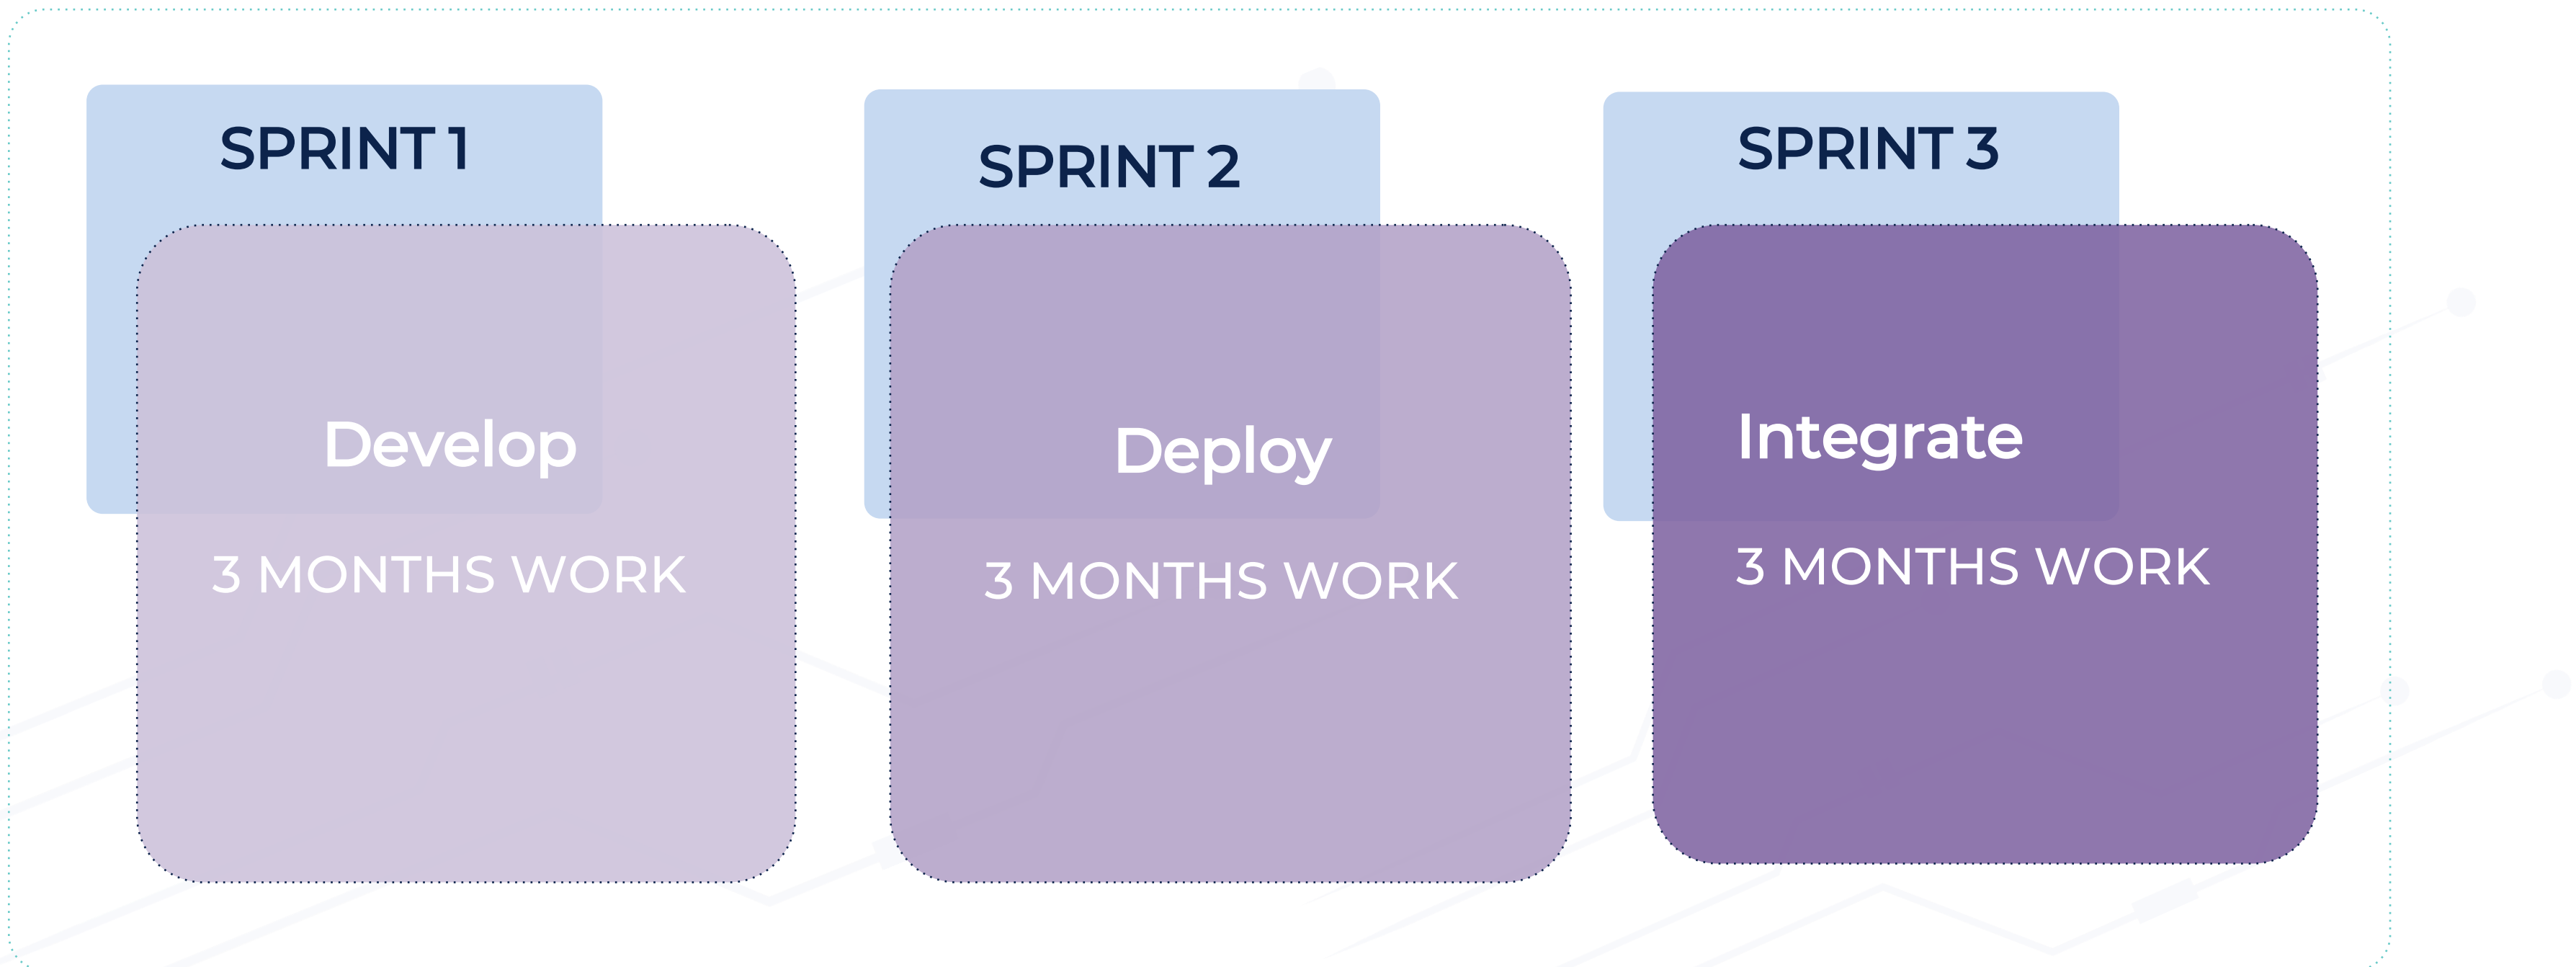 SPRINT 1
Develop
3 MONTHS WORK
SPRINT 2
Deploy
3 MONTHS WORK
SPRINT 3
Integrate
3 MONTHS WORK